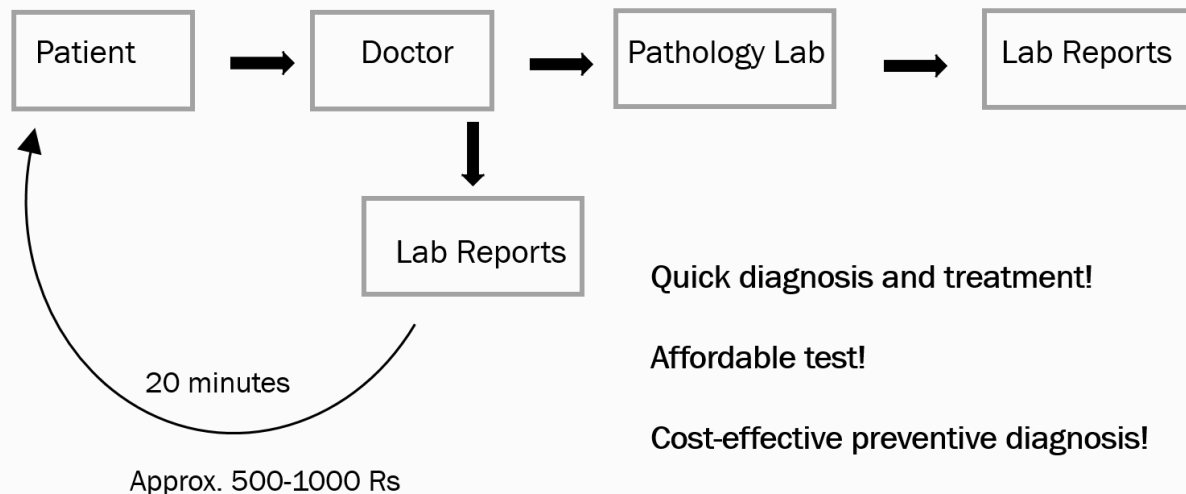 Patient
Doctor
Pathology Lab
Lab Reports
Lab Reports
Quick diagnosis and treatment!
Affordable test!
20 minutes
Cost-effective preventive diagnosis!
Approx. 500-1000 Rs